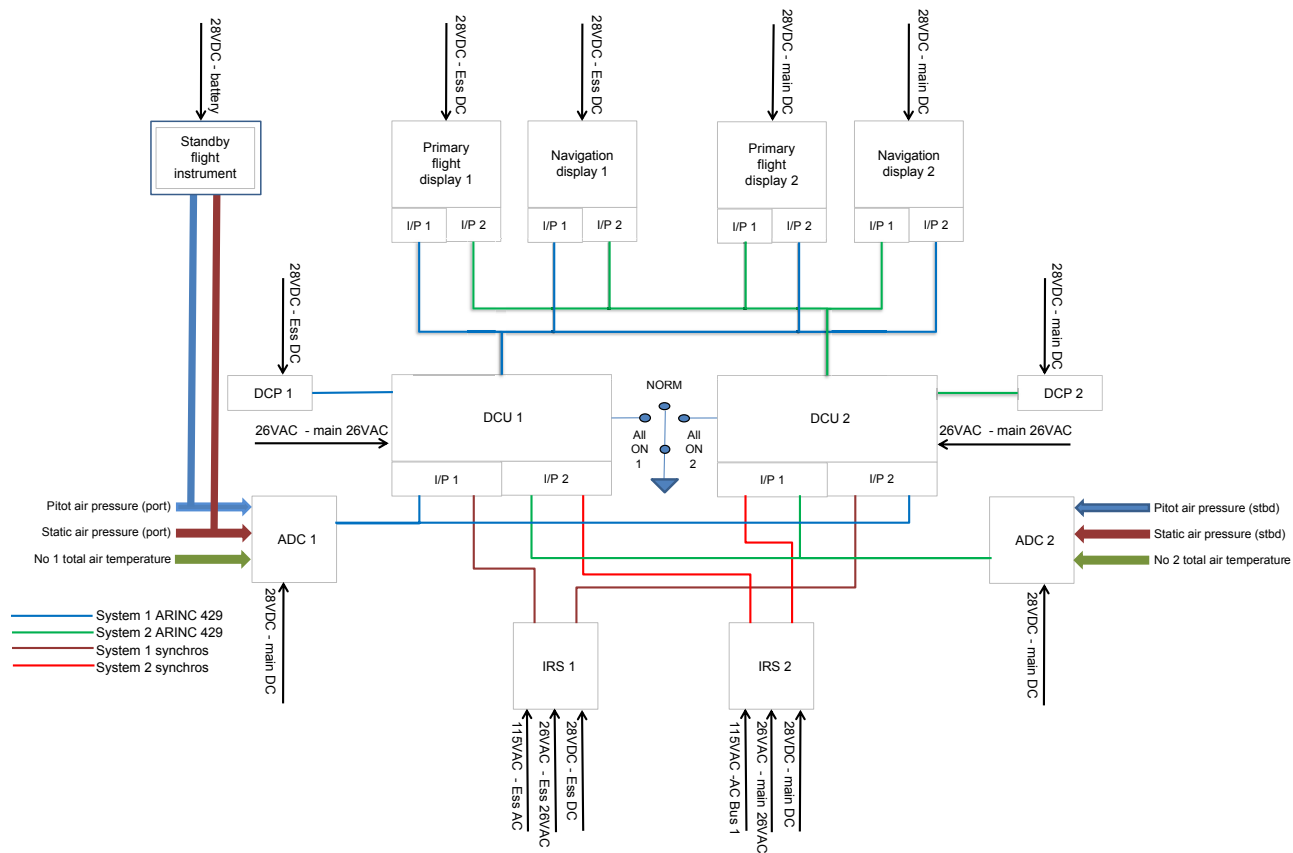 28VDC - battery
28VDC - Ess DC
28VDC - Ess DC
28VDC - main DC
28VDC - main DC
Standby
flight
instrument
Primary
flight
display 1
Navigation
display 1
Primary
flight
display 2
Navigation
display 2
I/P 1
I/P 2
I/P 1
I/P 2
I/P 1
I/P 2
I/P 1
I/P 2
28VDC - Ess DC
28VDC - main DC
DCP 1
DCU 1
NORM
All
ON
1
All
ON
2
DCU 2
DCP 2
26VAC - main 26VAC
26VAC - main 26VAC
I/P 1
I/P 2
I/P 1
I/P 2
Pitot air pressure (port)
Static air pressure (port)
No 1 total air temperature
ADC 1
ADC 2
Pitot air pressure (stbd)
Static air pressure (stbd)
No 2 total air temperature
28VDC - main DC
28VDC - main DC
System 1 ARINC 429
System 2 ARINC 429
System 1 synchros
System 2 synchros
IRS 1
IRS 2
115VAC - Ess AC
26VAC - Ess 26VAC
28VDC - Ess DC
115VAC -AC Bus 1
26VAC - main 26VAC
28VDC - main DC